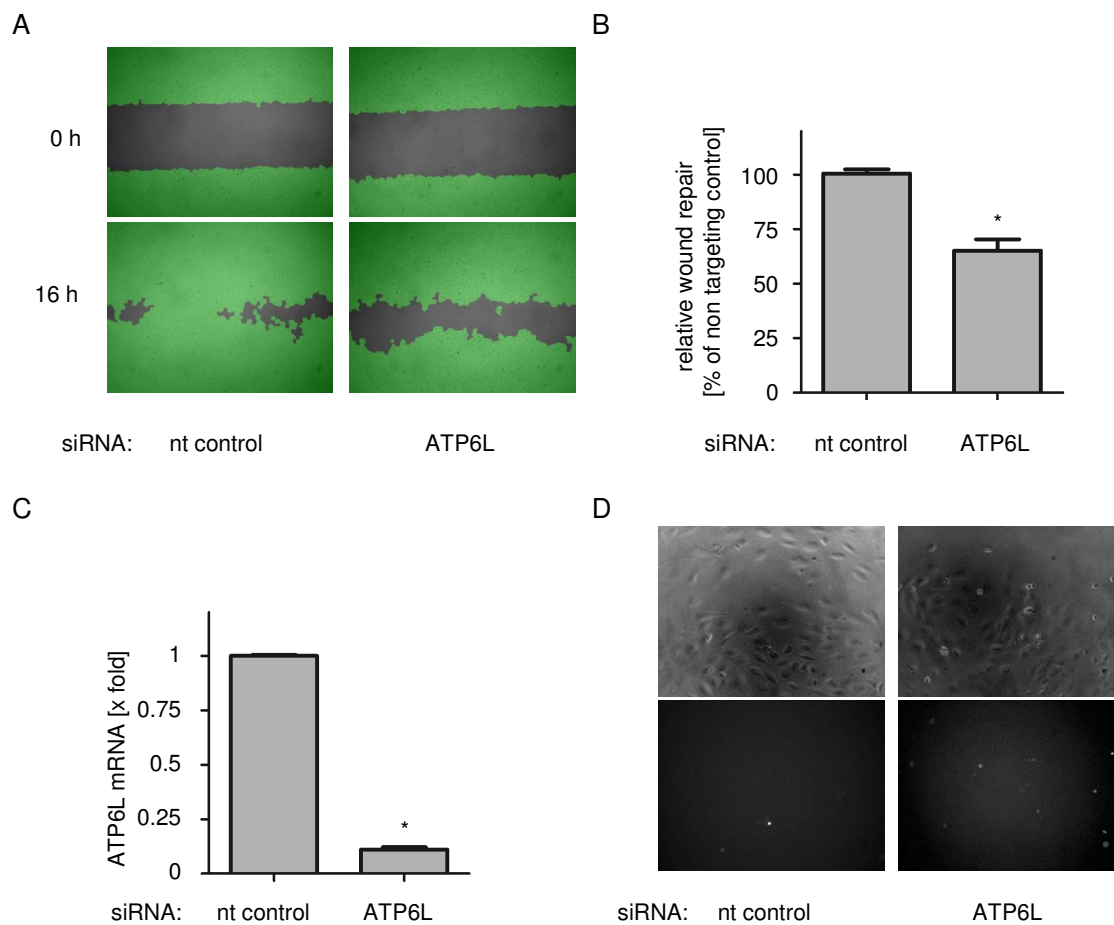 A
0 h
16 h
siRNA: nt control ATP6L
B
relative wound repair
[% of non targeting control]
100
75
50
25
0
*
siRNA: nt control ATP6L
C
ATP6L mRNA [x fold]
1
0.75
0.5
0.25
0
*
siRNA: nt control ATP6L
D
siRNA: nt control ATP6L